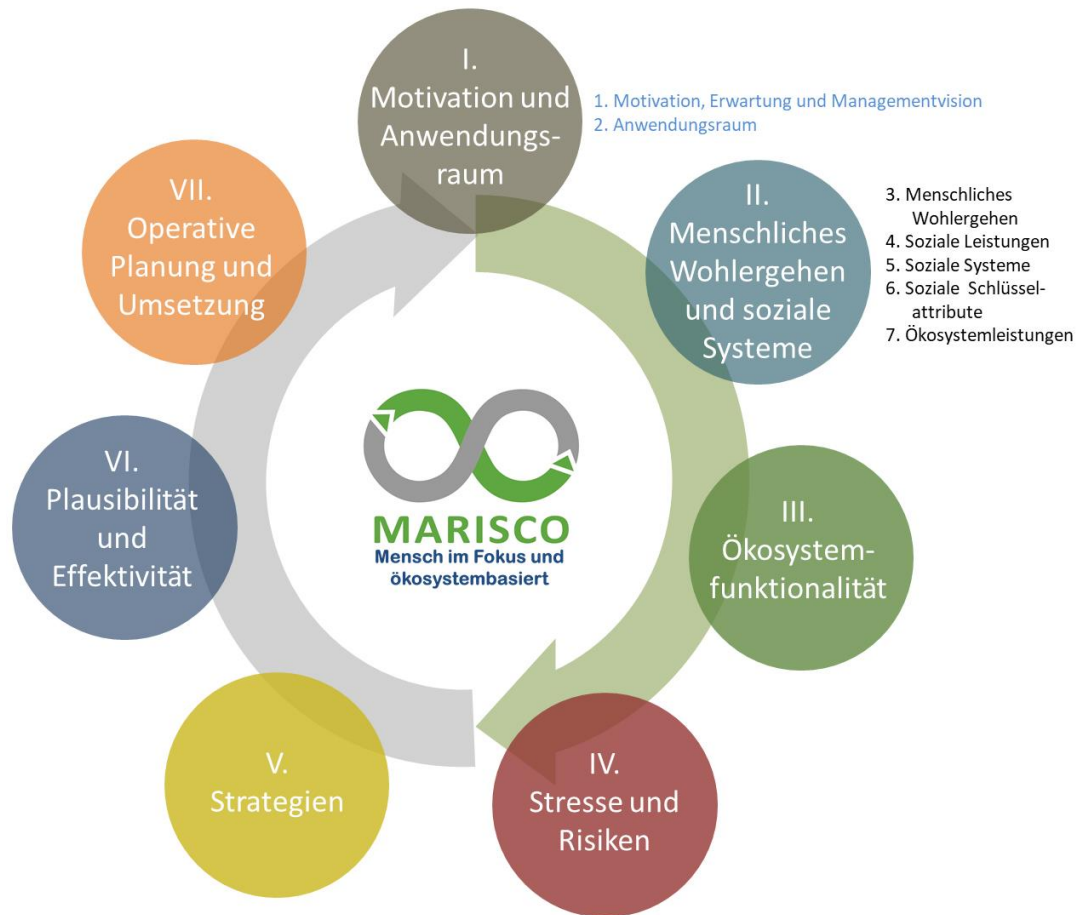 I.
Motivation und
Anwendungs-
raum
1. Motivation, Erwartung und Managementvision
2. Anwendungsraum
II.
Menschliches
Wohlergehen
und soziale
Systeme
3. Menschliches
Wohlergehen
4. Soziale Leistungen
5. Soziale Systeme
6. Soziale Schlüssel-
attribute
7. Ökosystemleistungen
III.
Ökosystem-
funktionalität
IV.
Stresse und
Risiken
V.
Strategien
VI.
Plausibilität
und
Effektivität
VII.
Operative
Planung und
Umsetzung
MARISCO
Mensch im Fokus und
ökosystembasiert